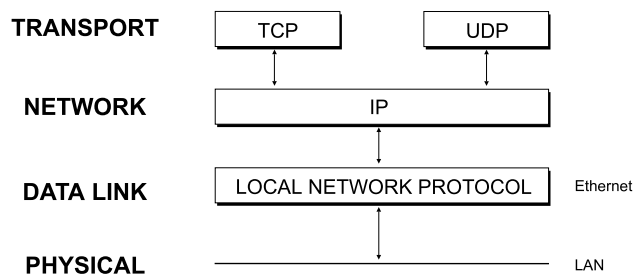 TRANSPORT TCP UDP
NETWORK IP
DATA LINK LOCAL NETWORK PROTOCOL Ethernet
PHYSICAL LAN